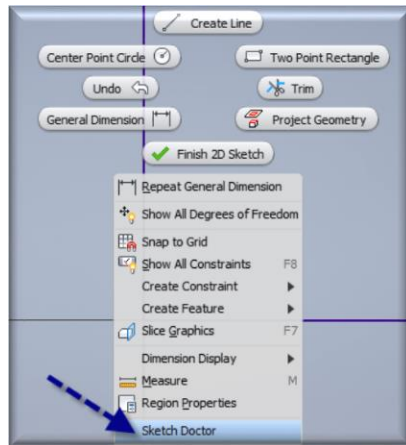 Create Line
Center Point Circle
Two Point Rectangle
Undo
Trim
General Dimension
Project Geometry
Finish 2D Sketch
Repeat General Dimension
Show All Degrees of Freedom
Snap to Grid
Show All Constraints F8
Create Constraint
Create Feature
Slice Graphics F7
Dimension Display
Measure M
Region Properties
Sketch Doctor